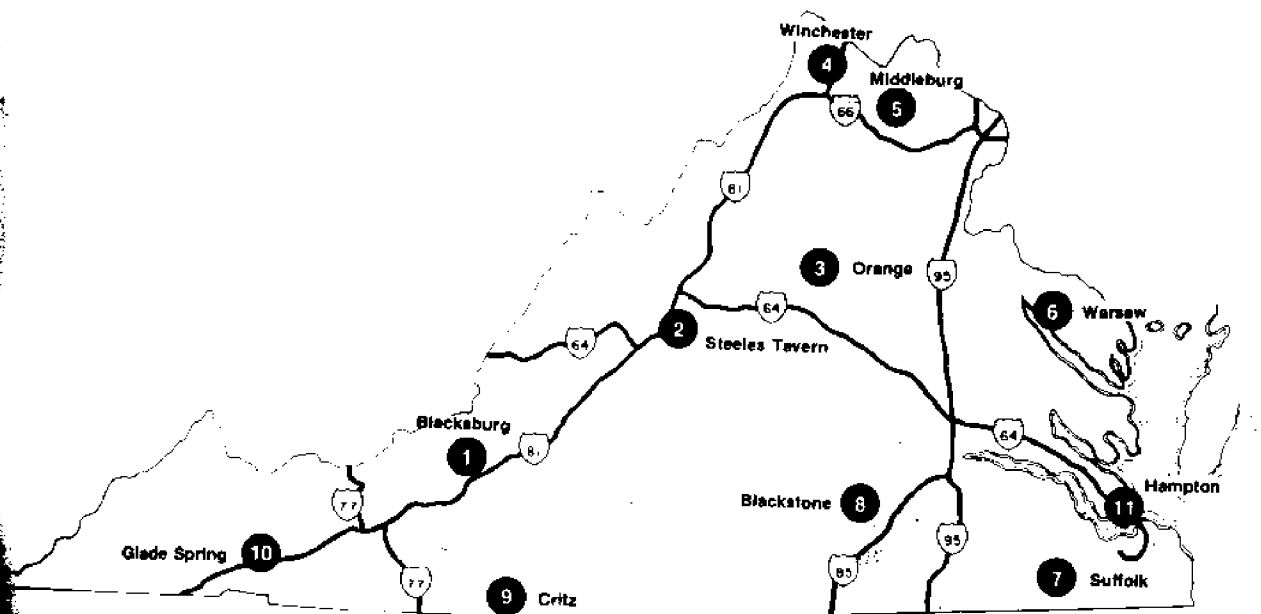 Winchester
4
Middleburg
5
66
81
3 Orange
95
6 Warsaw
64
2
Steeles Tavern
64
Blacksburg
1
81
64
77
Hampton
11
Blackstone 8
95
Glade Spring 10
85
7 Suffolk
77
9 Critz